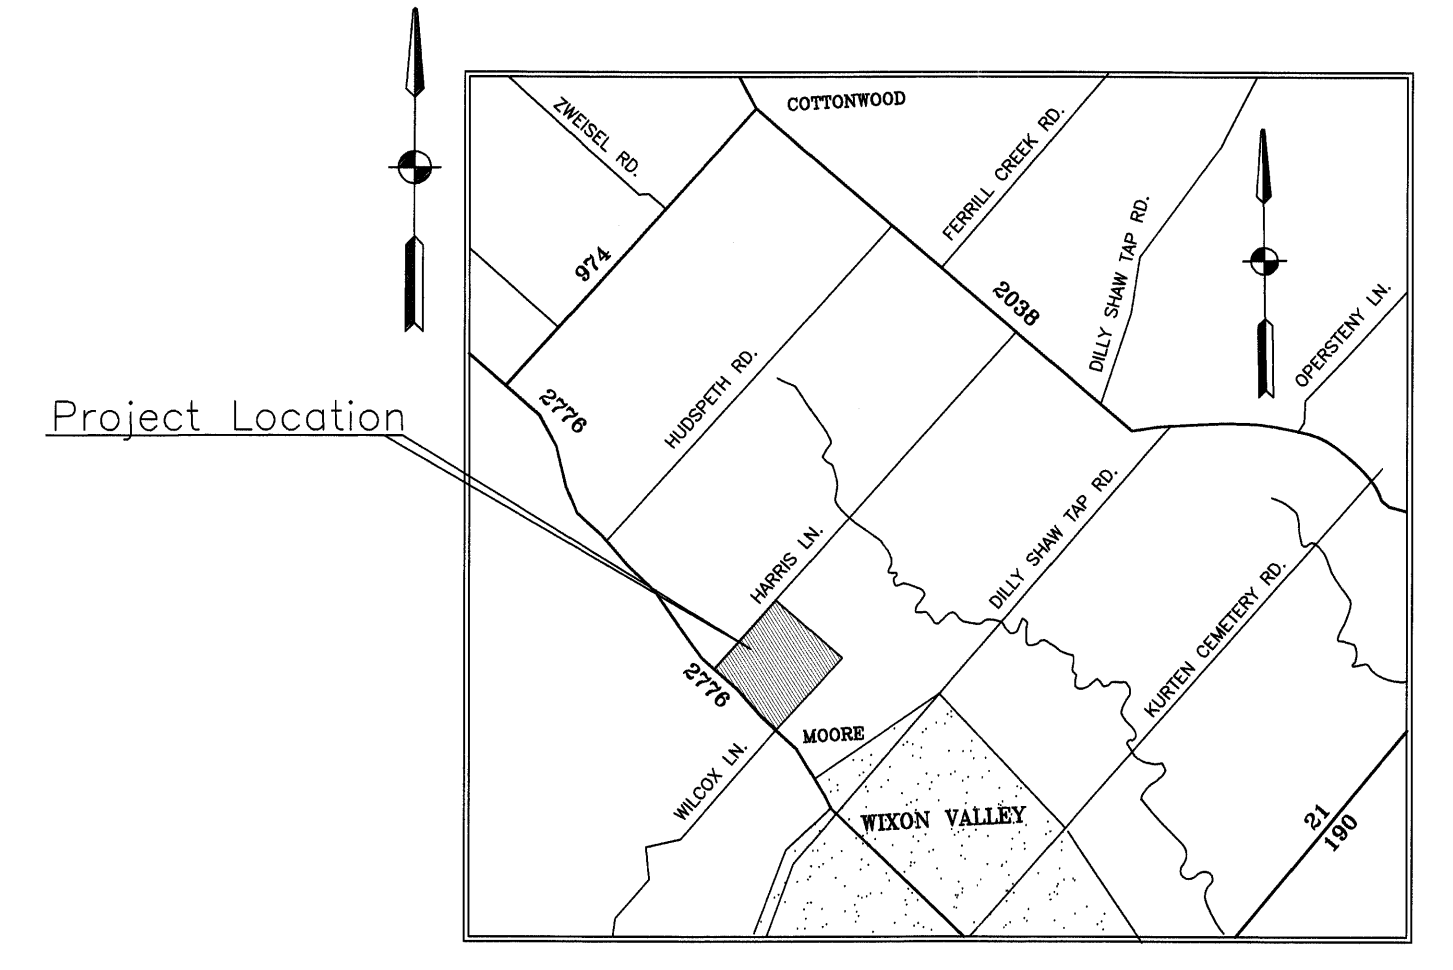 COTTONWOOD
ZWEISEL RD.
FERRILL CREEK RD.
DILLY SHAW TAP RD.
974
2038
OPERSTENY LN.
HUDSPETH RD.
2776
Project Location
HARRIS LN.
DILLY SHAW TAP RD.
KURTEN CEMETERY RD.
2776
MOORE
WILCOX LN.
WIXON VALLEY
21
190